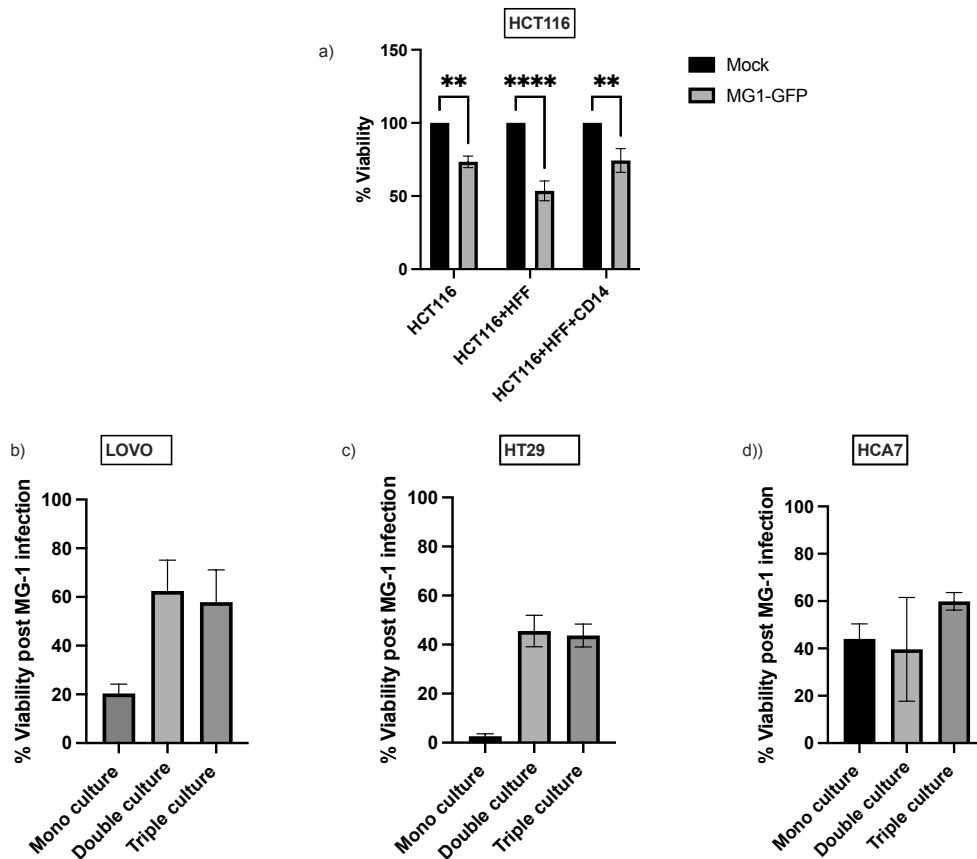 HCT116
a)
150
100
50
0
% Viability
**
****
**
Mock
MG1-GFP
HCT116
HCT116+HFF
HCT116+HFF+CD14
b)
LOVO
% Viability post MG-1 infection
100
80
60
40
20
0
Mono culture
Double culture
Triple culture
c)
HT29
% Viability post MG-1 infection
100
80
60
40
20
0
Mono culture
Double culture
Triple culture
d))
HCA7
% Viability post MG-1 infection
100
80
60
40
20
0
Mono culture
Double culture
Triple culture